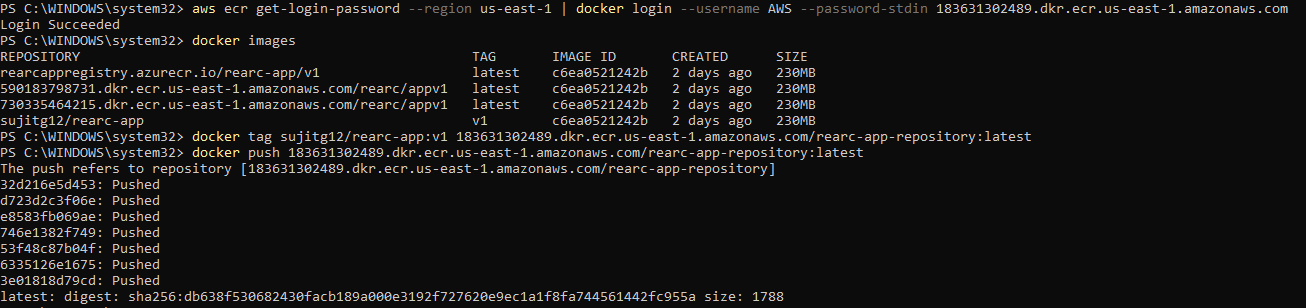 PS C:\WINDOWS\system32> aws ecr get-login-password --region us-east-1 | docker login --username AWS --password-stdin 183631302489.dkr.ecr.us-east-1.amazonaws.com
Login Succeeded
PS C:\WINDOWS\system32> docker images
REPOSITORY TAG IMAGE ID CREATED SIZE
rearcappregistry.azurecr.io/rearc-app/v1 latest c6ea0521242b 2 days ago 230MB
590183798731.dkr.ecr.us-east-1.amazonaws.com/rearc/appv1 latest c6ea0521242b 2 days ago 230MB
730335464215.dkr.ecr.us-east-1.amazonaws.com/rearc/appv1 latest c6ea0521242b 2 days ago 230MB
sujitg12/rearc-app v1 c6ea0521242b 2 days ago 230MB
PS C:\WINDOWS\system32> docker tag sujitg12/rearc-app:v1 183631302489.dkr.ecr.us-east-1.amazonaws.com/rearc-app-repository:latest
PS C:\WINDOWS\system32> docker push 183631302489.dkr.ecr.us-east-1.amazonaws.com/rearc-app-repository:latest
The push refers to repository [183631302489.dkr.ecr.us-east-1.amazonaws.com/rearc-app-repository]
32d216e5d453: Pushed
d723d2c3f06e: Pushed
e8583fb069ae: Pushed
746e1382f749: Pushed
53f48c87b04f: Pushed
6335126e1675: Pushed
3e01818d79cd: Pushed
latest: digest: sha256:db638f530682430facb189a000e3192f727620e9ec1a1f8fa744561442fc955a size: 1788